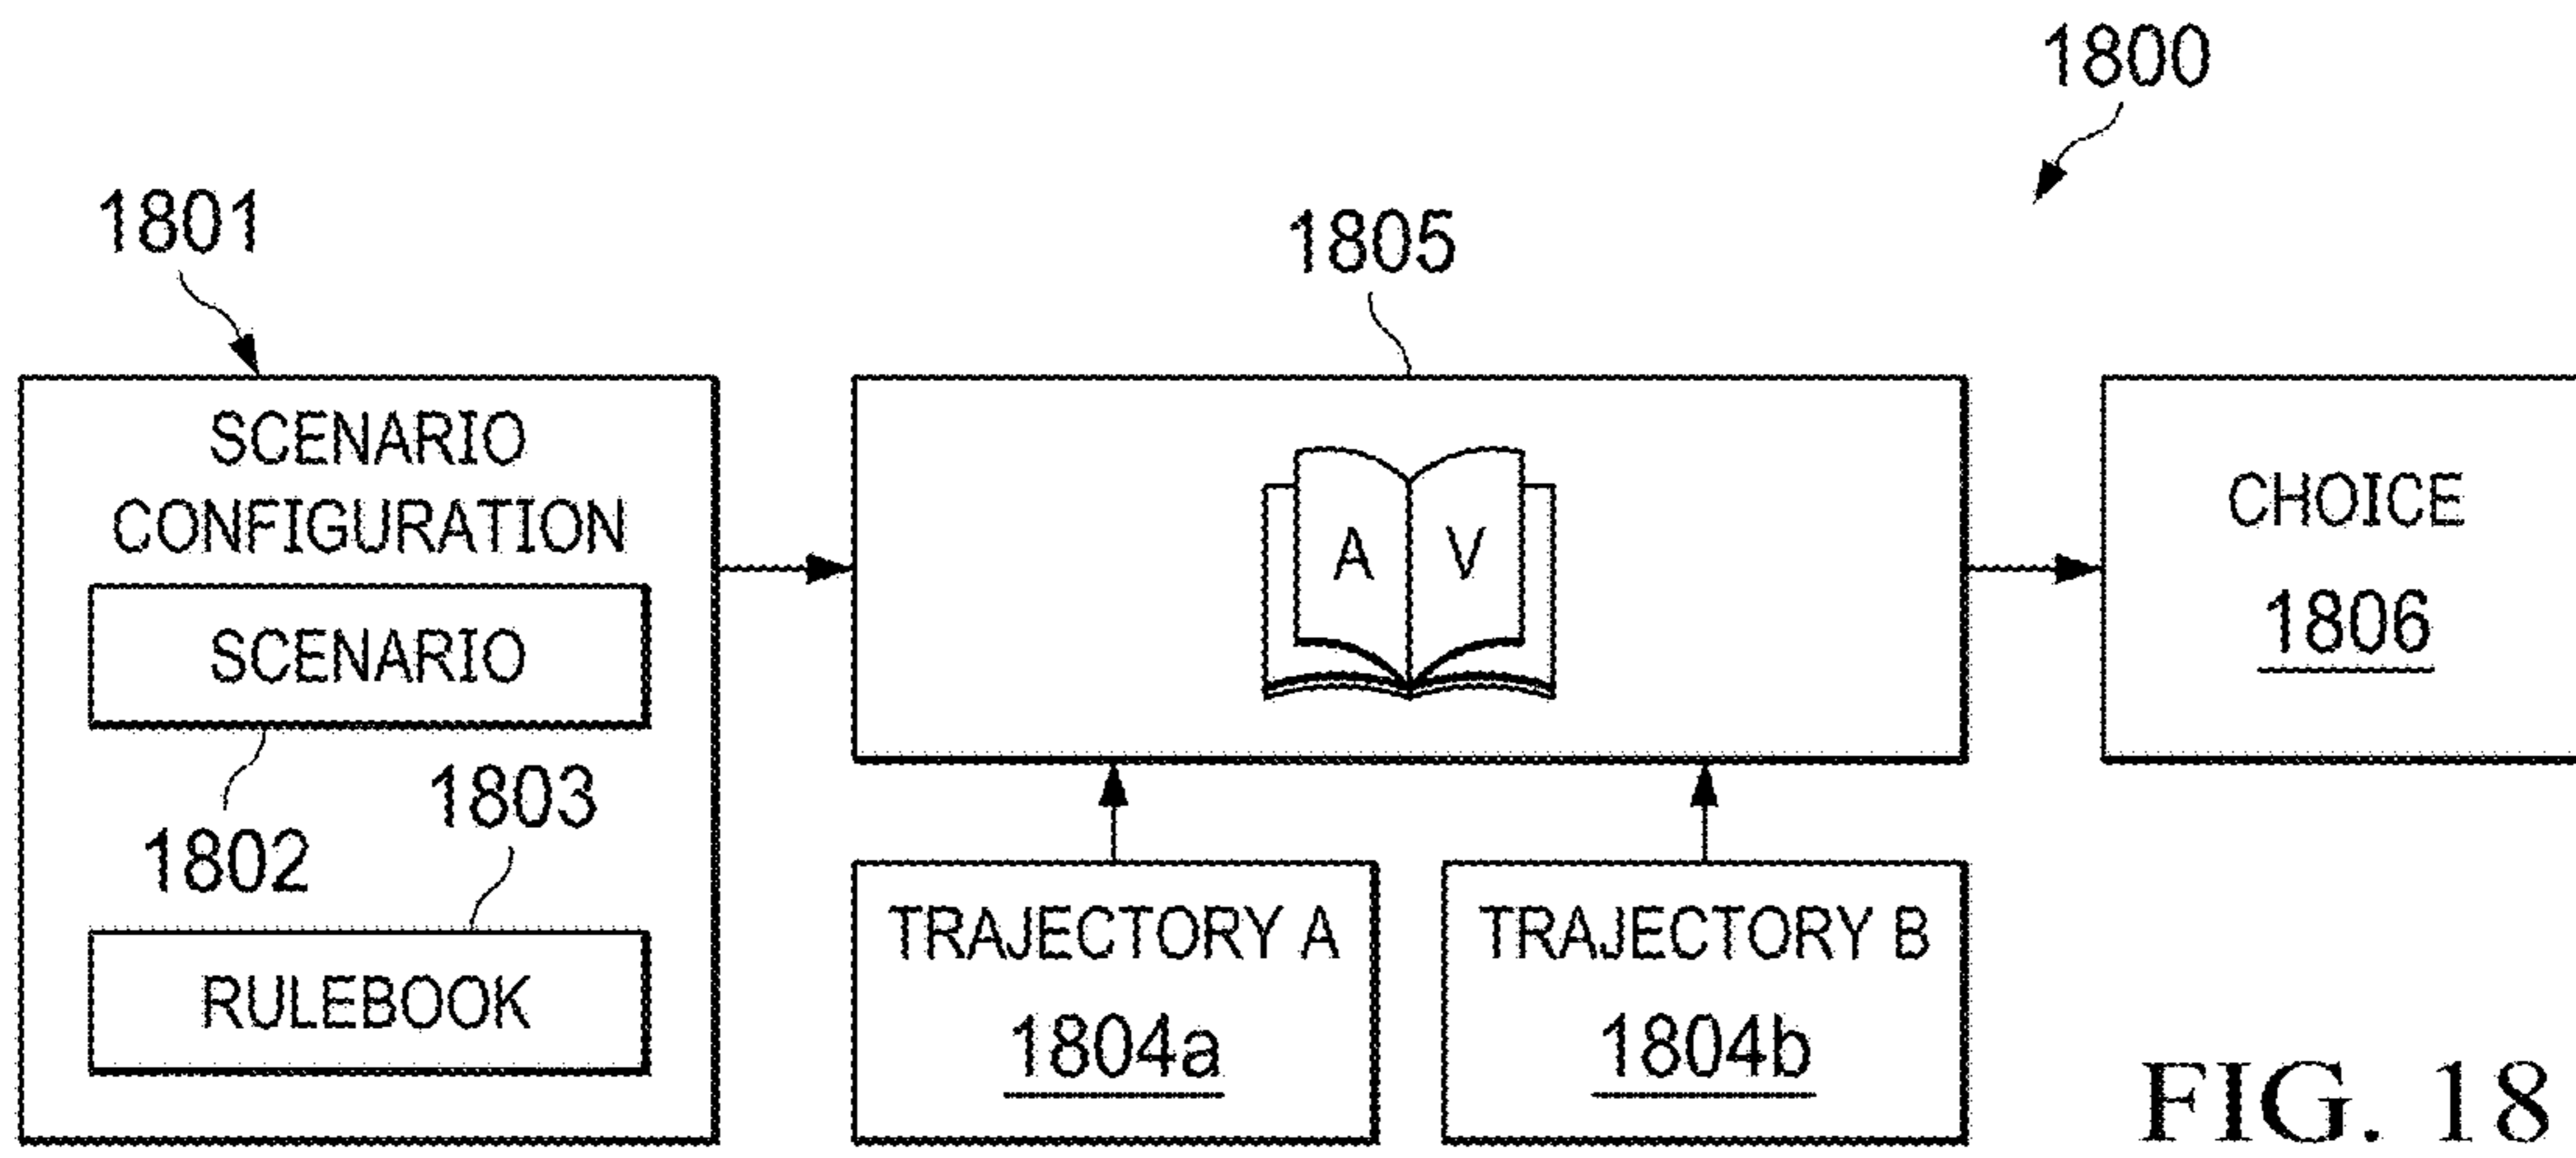 1800
1801
1805
SCENARIO
CONFIGURATION
SCENARIO
1802
1803
RULEBOOK
A V
TRAJECTORY A
1804a
TRAJECTORY B
1804b
CHOICE
1806
FIG. 18